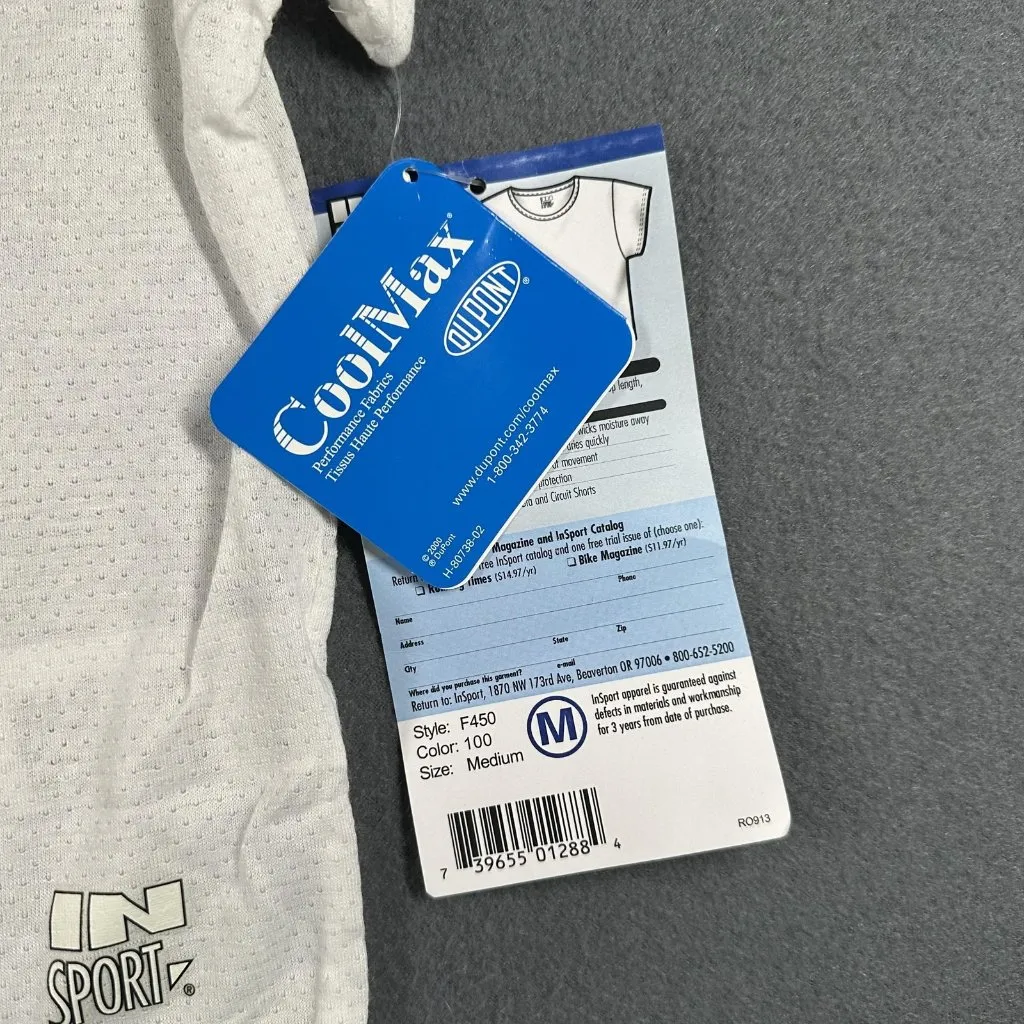 CoolMax®
DUPONT®
Performance Fabrics
Tissus Haute Performance
www.dupont.com/coolmax
1-800-342-3774
© 2000
® DuPont
H-80738-02
length,
wicks moisture away
dries quickly
of movement
protection
and Circuit Shorts
Magazine and InSport Catalog
Return
free InSport catalog and one free trial issue of (choose one):
Times ($14.97/yr)
Bike Magazine ($11.97/yr)
Name
Phone
Address
City
State
Zip
Where did you purchase this garment?
e-mail
Return to: InSport, 1870 NW 173rd Ave, Beaverton OR 97006 • 800-652-5200
Style: F450
Color: 100
Size: Medium
M
InSport apparel is guaranteed against
defects in materials and workmanship
for 3 years from date of purchase.
7 39655 01288 4
RO913
IN
SPORT®